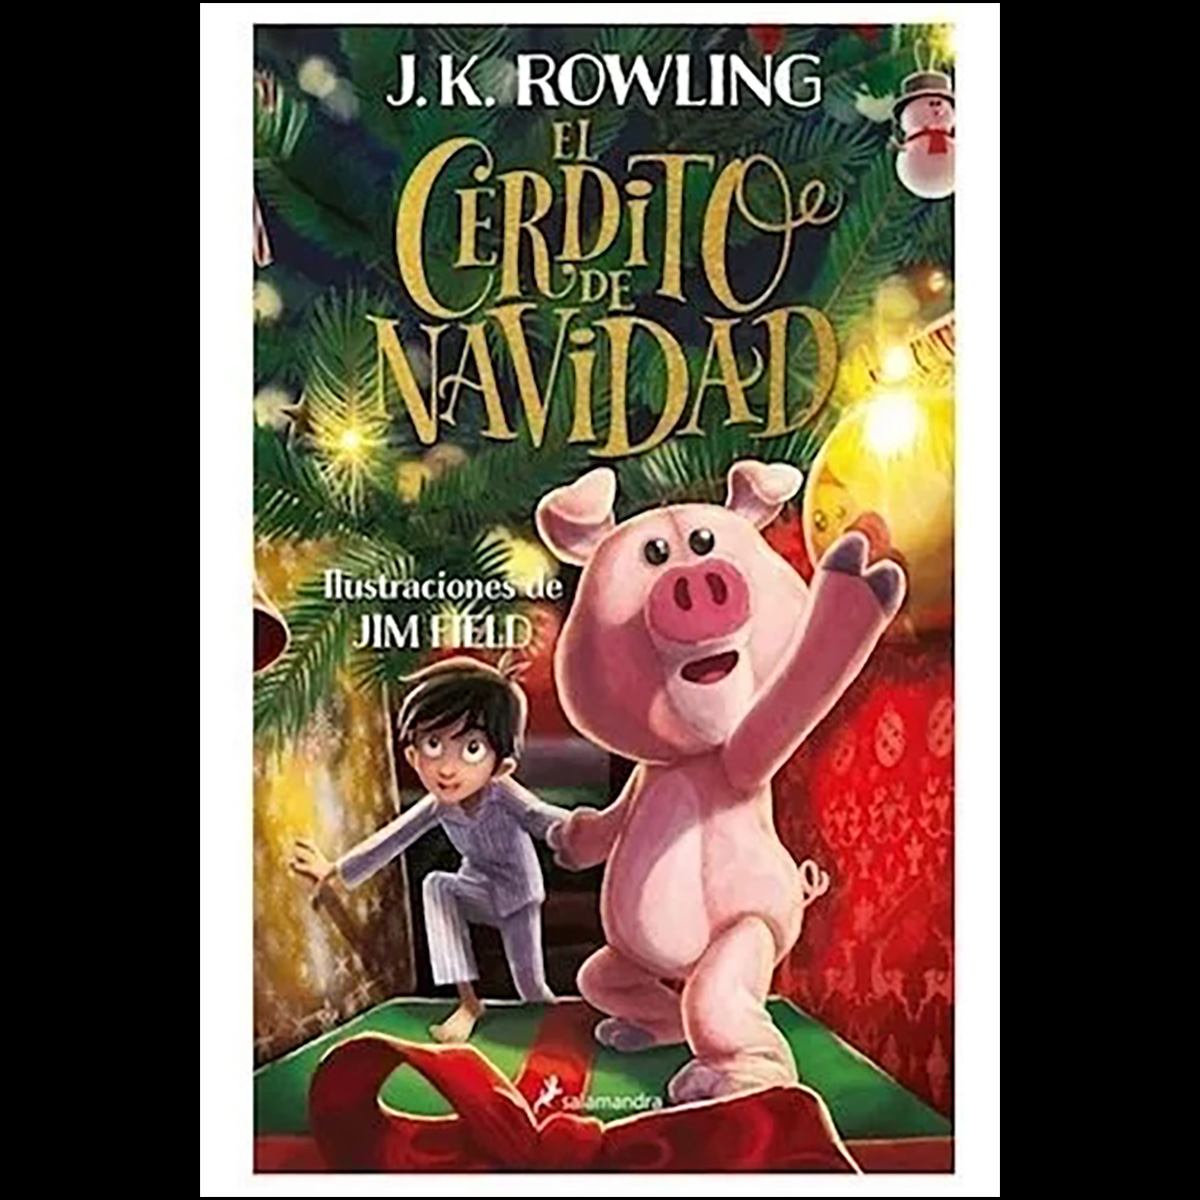 J. K. ROWLING
EL
CERDITO
DE
NAVIDAD
Ilustraciones de
JIM FIELD
salamandra